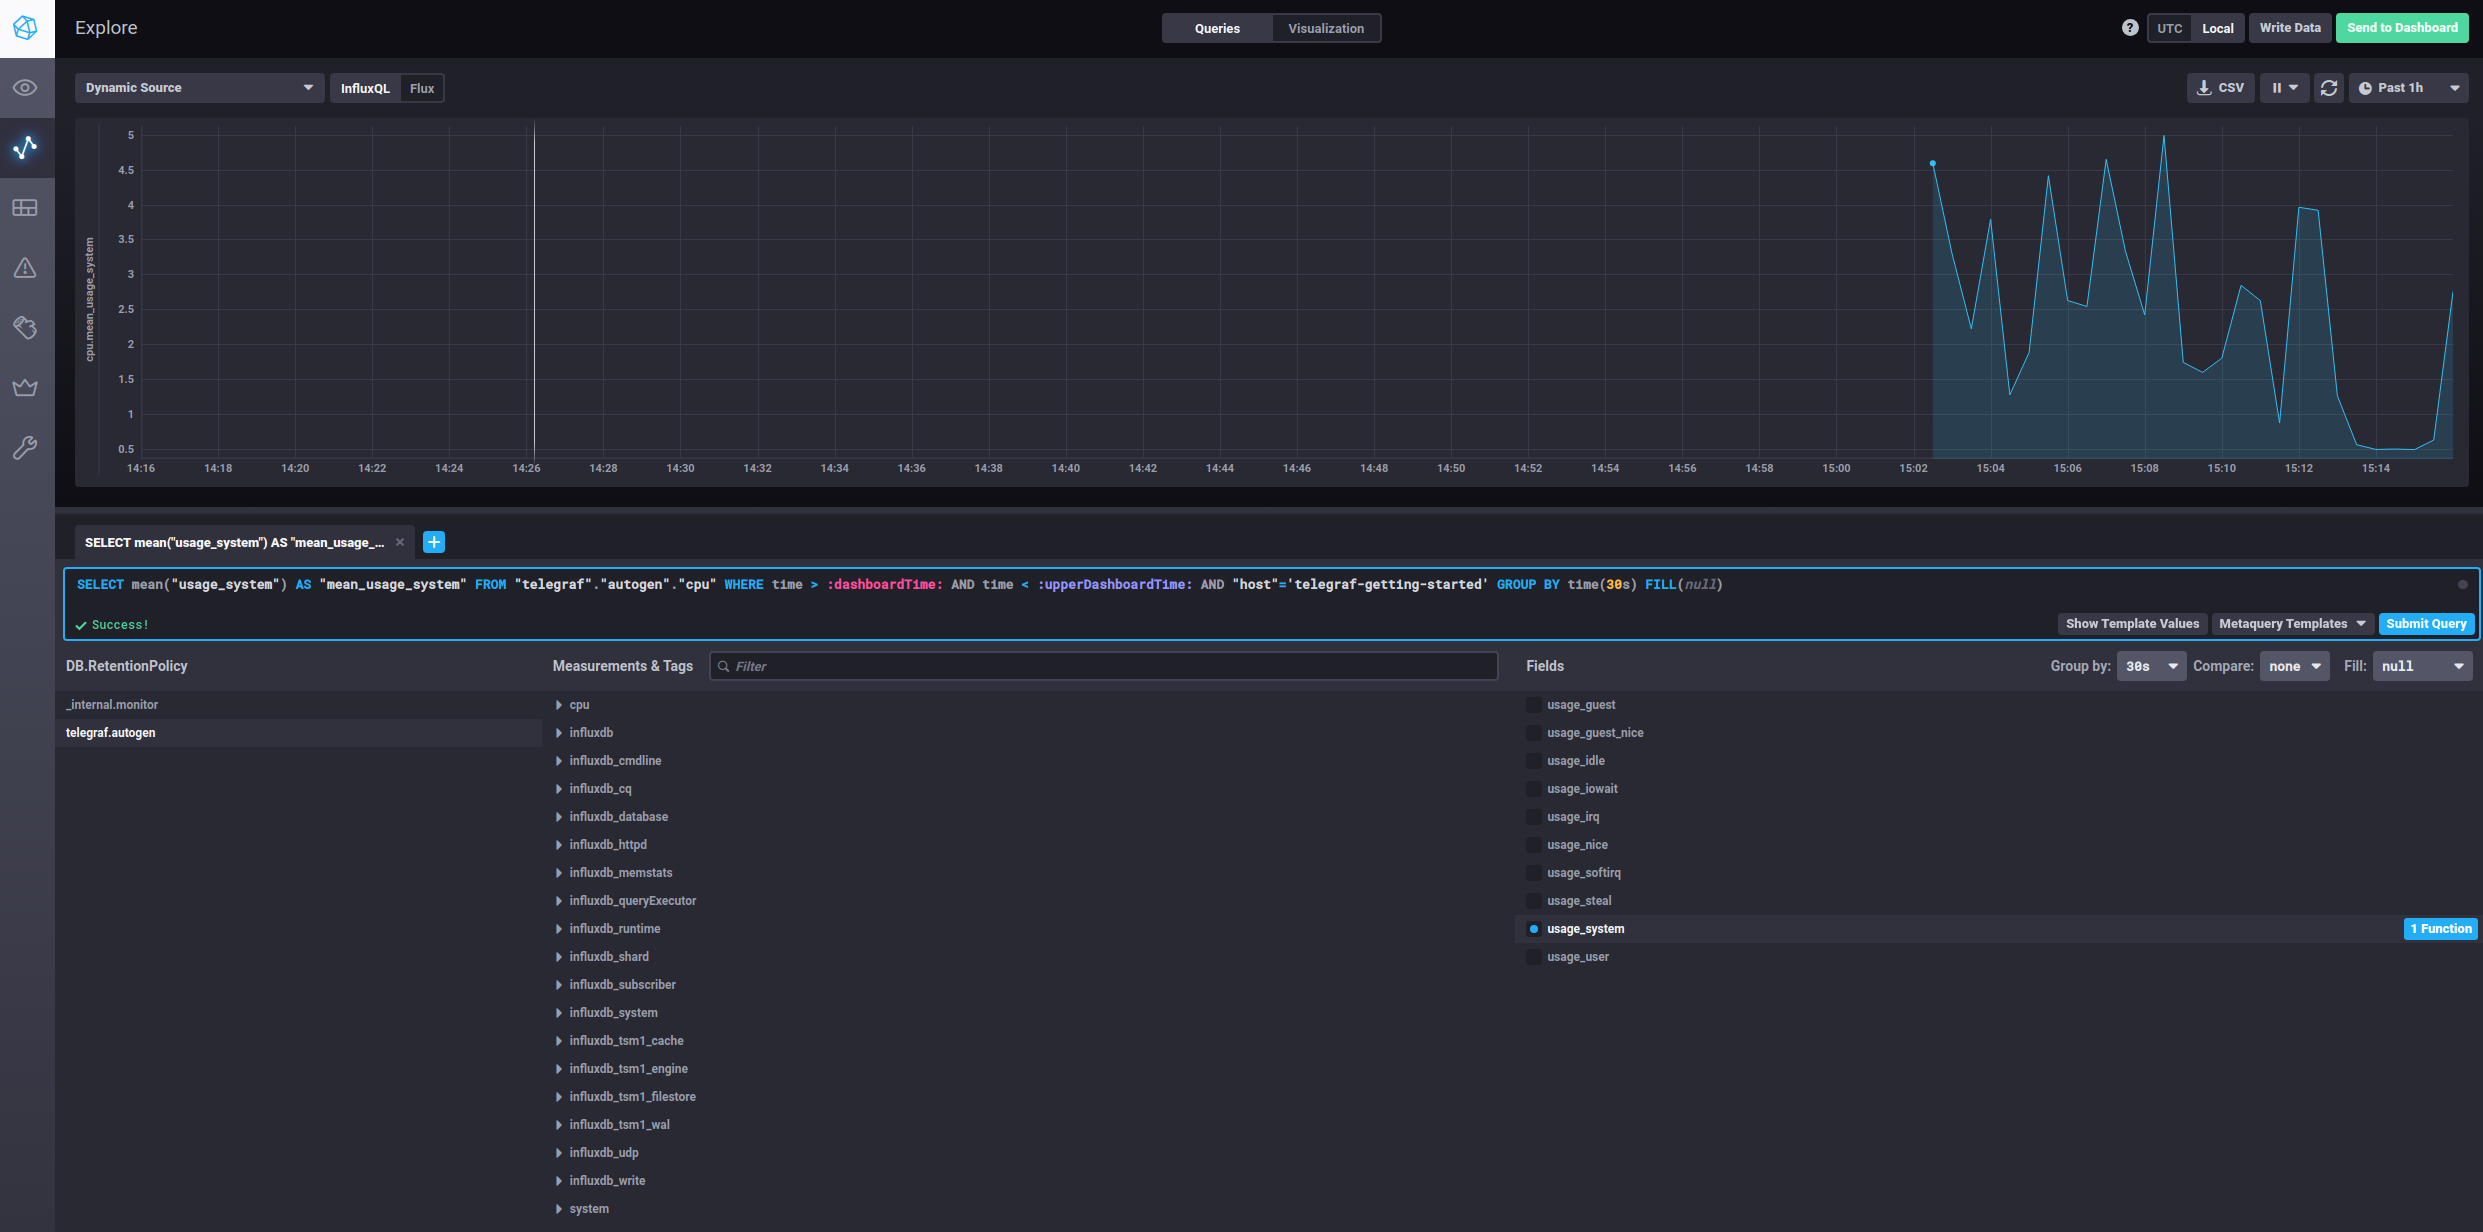 Explore
Queries
Visualization
?
UTC
Local
Write Data
Send to Dashboard
Dynamic Source
InfluxQL
Flux
CSV
Past 1h
cpu.mean_usage_system
5
4.5
4
3.5
3
2.5
2
1.5
1
0.5
14:16 14:18 14:20 14:22 14:24 14:26 14:28 14:30 14:32 14:34 14:36 14:38 14:40 14:42 14:44 14:46 14:48 14:50 14:52 14:54 14:56 14:58 15:00 15:02 15:04 15:06 15:08 15:10 15:12 15:14
SELECT mean("usage_system") AS "mean_usage_...
SELECT mean("usage_system") AS "mean_usage_system" FROM "telegraf"."autogen"."cpu" WHERE time > :dashboardTime: AND time < :upperDashboardTime: AND "host"='telegraf-getting-started' GROUP BY time(30s) FILL(null)
Success!
Show Template Values
Metaquery Templates
Submit Query
DB.RetentionPolicy
_internal.monitor
telegraf.autogen
Measurements & Tags
Filter
cpu
influxdb
influxdb_cmdline
influxdb_cq
influxdb_database
influxdb_httpd
influxdb_memstats
influxdb_queryExecutor
influxdb_runtime
influxdb_shard
influxdb_subscriber
influxdb_system
influxdb_tsm1_cache
influxdb_tsm1_engine
influxdb_tsm1_filestore
influxdb_tsm1_wal
influxdb_udp
influxdb_write
system
Fields
Group by: 30s
Compare: none
Fill: null
usage_guest
usage_guest_nice
usage_idle
usage_iowait
usage_irq
usage_nice
usage_softirq
usage_steal
usage_system
1 Function
usage_user